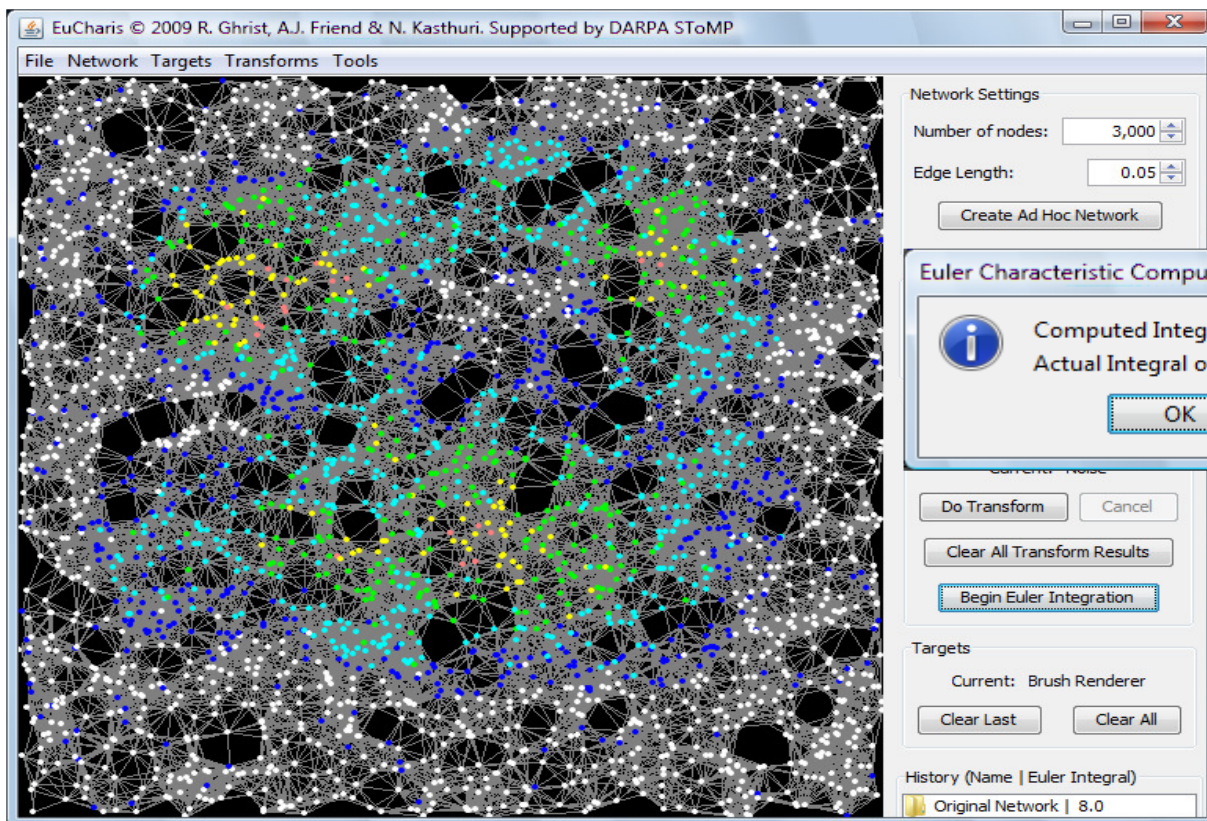 EuCharis © 2009 R. Ghrist, A.J. Friend & N. Kasthuri. Supported by DARPA SToMP
File Network Targets Transforms Tools
Network Settings
Number of nodes: 3,000
Edge Length: 0.05
Create Ad Hoc Network
Euler Characteristic Compu
Computed Integ
Actual Integral o
OK
Current: Noise
Do Transform Cancel
Clear All Transform Results
Begin Euler Integration
Targets
Current: Brush Renderer
Clear Last Clear All
History (Name | Euler Integral)
Original Network | 8.0